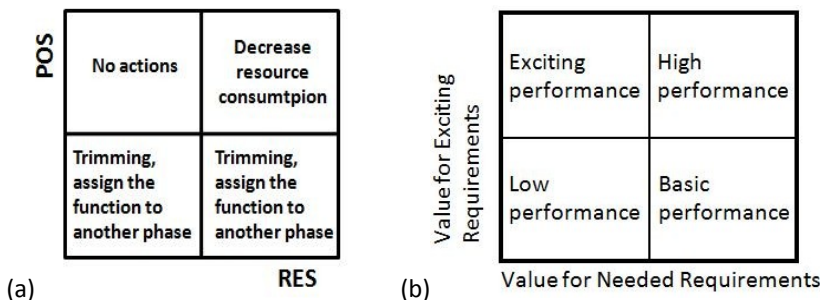 POS
No actions
Decrease
resource
consumtpion
Trimming,
assign the
function to
another phase
Trimming,
assign the
function to
another phase
RES
(a)
Value for Exciting
Requirements
Exciting
performance
High
performance
Low
performance
Basic
performance
Value for Needed Requirements
(b)